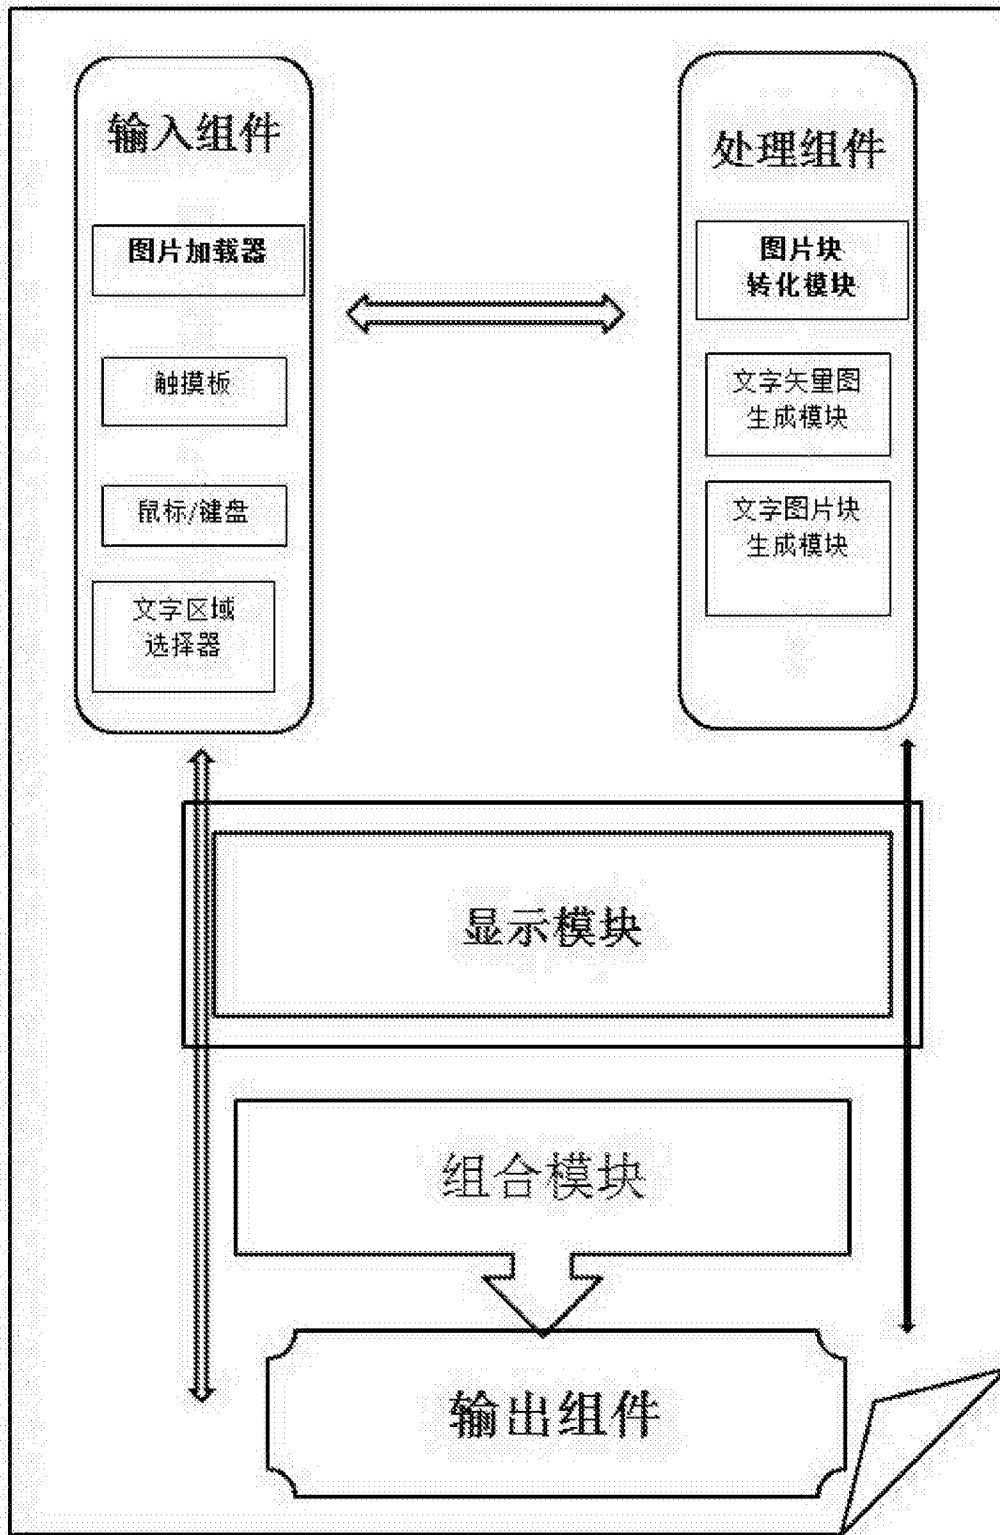 输入组件
图片加载器
触摸板
鼠标/键盘
文字区域
选择器
处理组件
图片块
转化模块
文字矢量图
生成模块
文字图片块
生成模块
显示模块
组合模块
输出组件